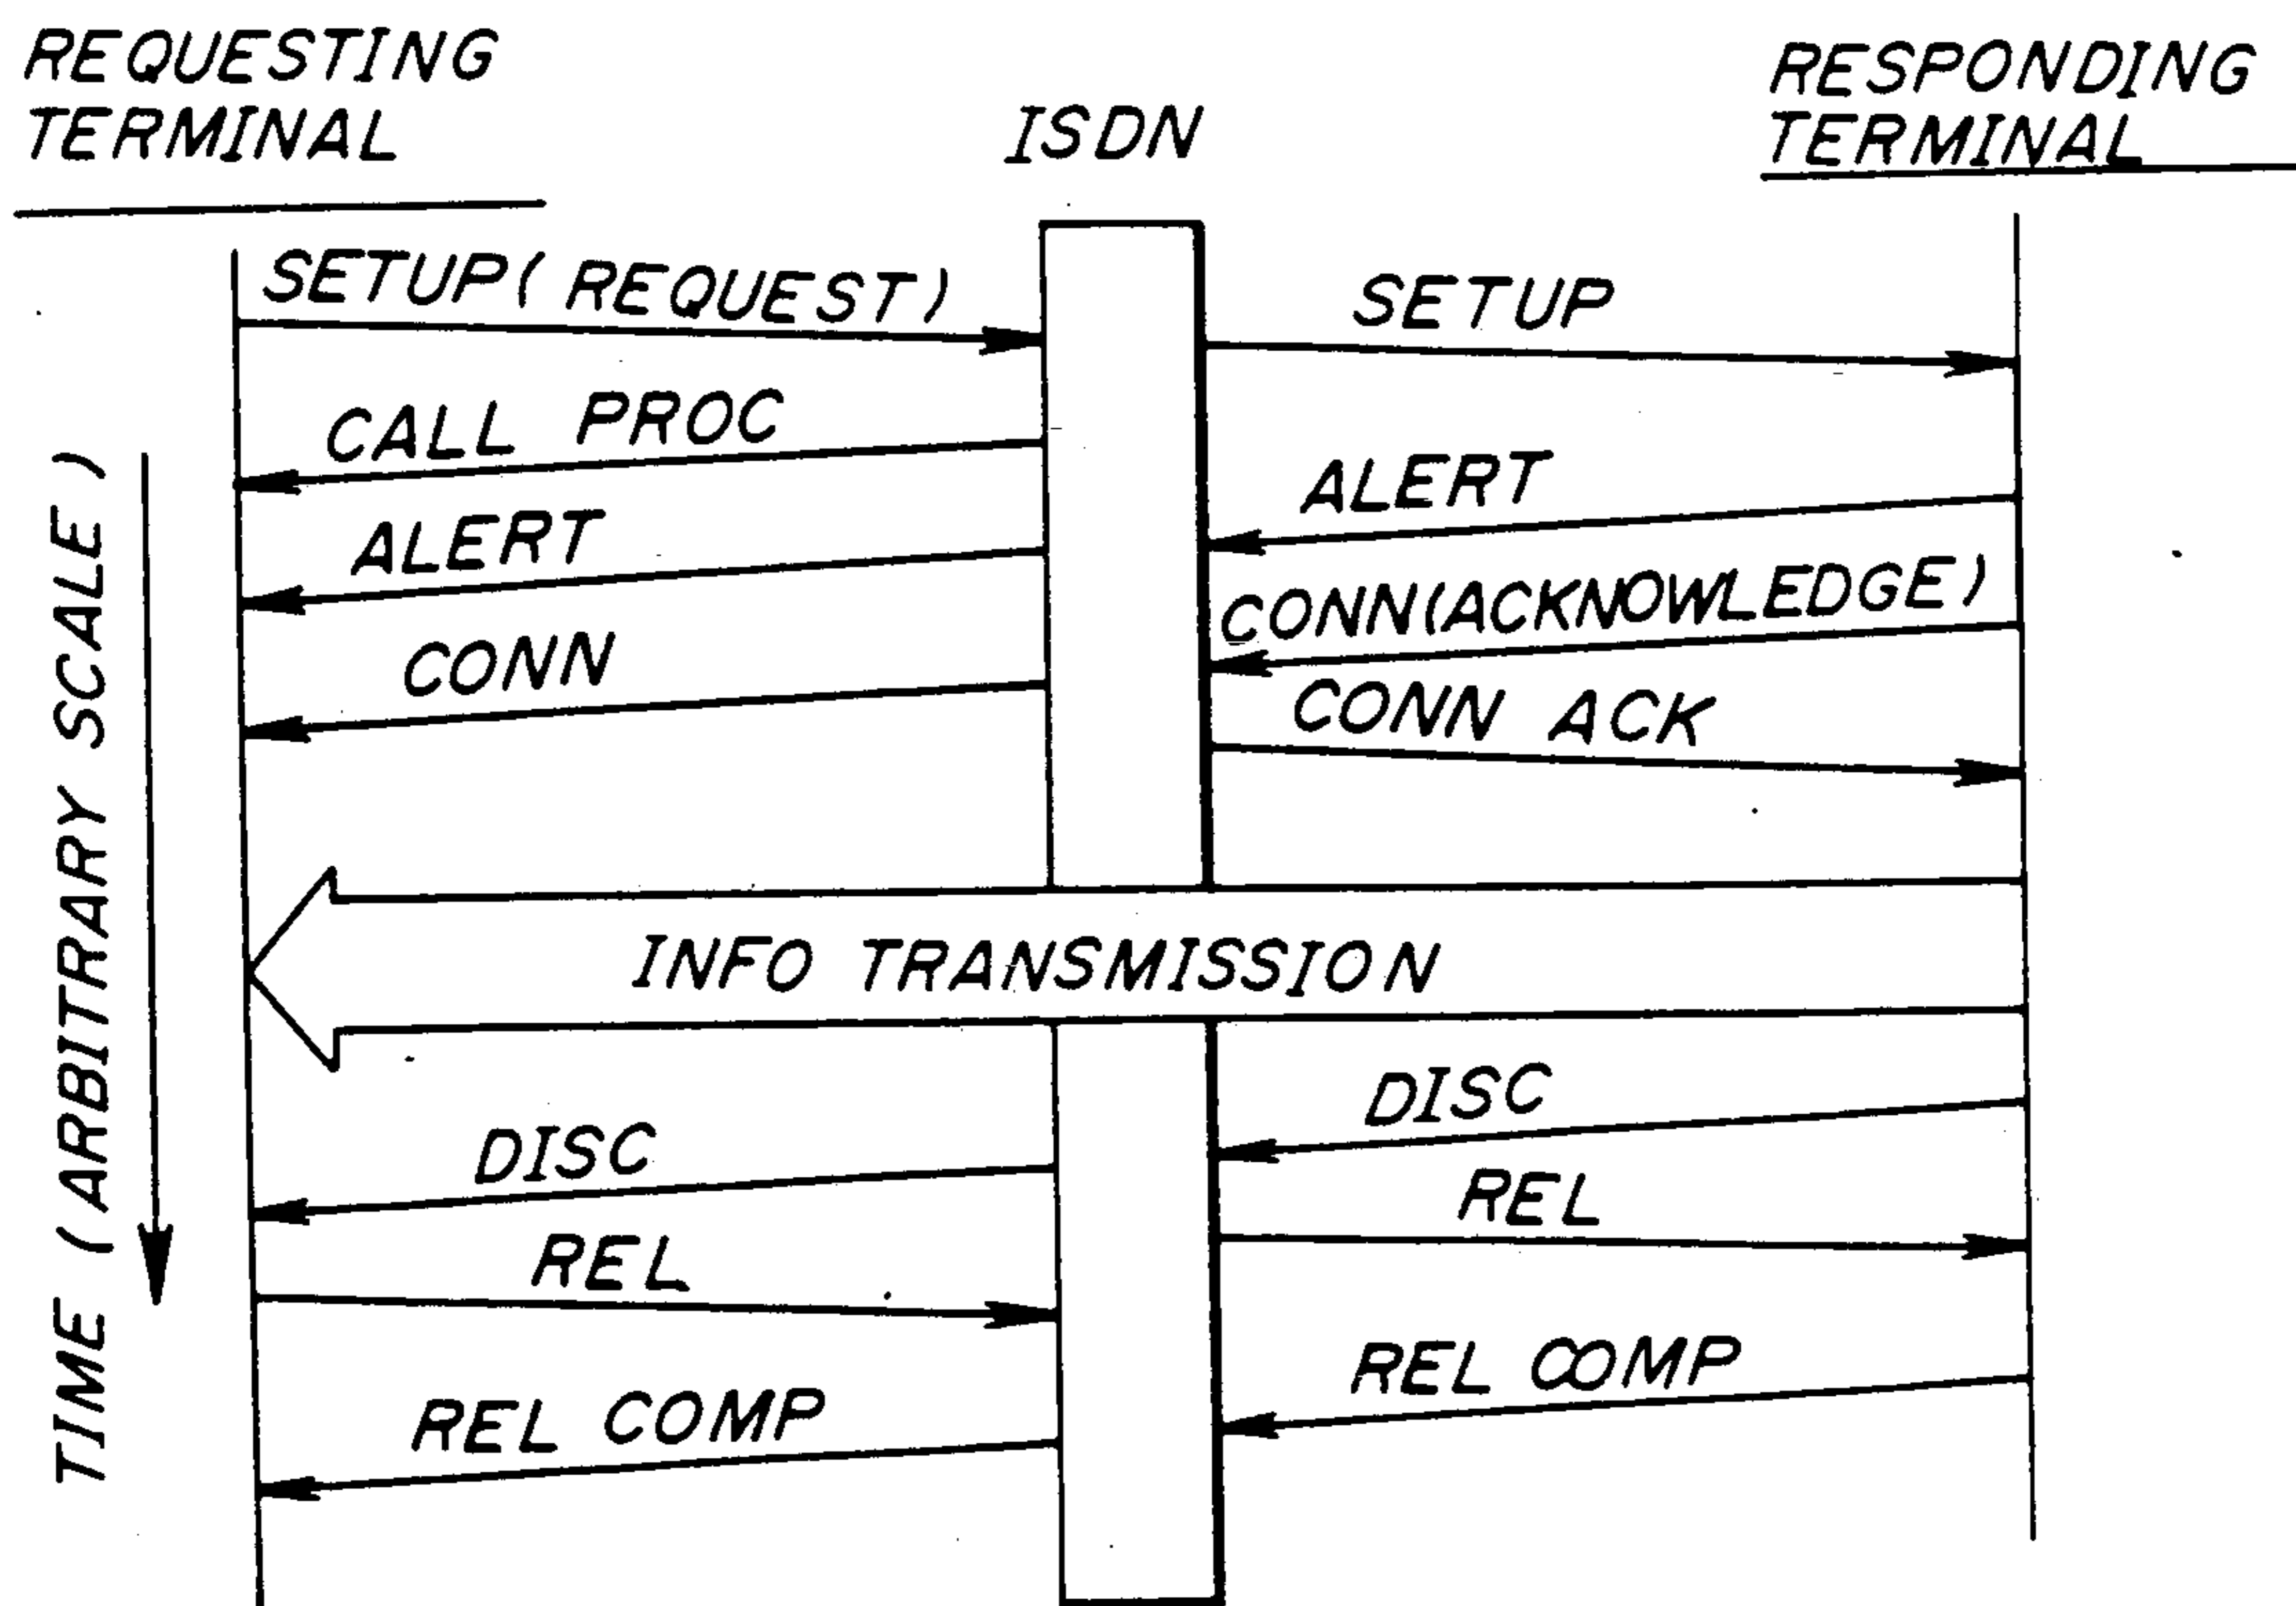 REQUESTING
TERMINAL
ISDN
RESPONDING
TERMINAL
SETUP( REQUEST)
SETUP
CALL PROC
ALERT
ALERT
CONN(ACKNOWLEDGE)
CONN
CONN ACK
INFO TRANSMISSION
DISC
DISC
REL
REL
REL COMP
REL COMP
TIME (ARBITRARY SCALE)